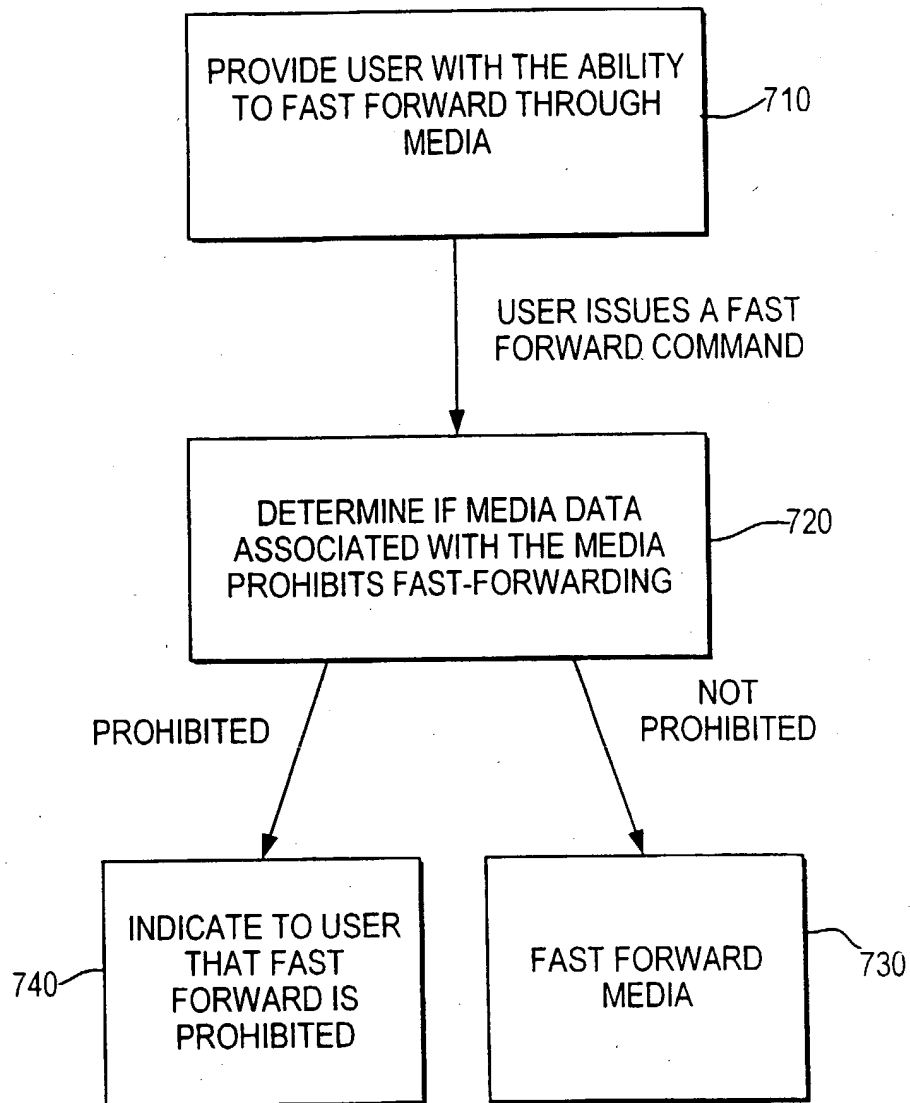 PROVIDE USER WITH THE ABILITY
TO FAST FORWARD THROUGH
MEDIA
710
USER ISSUES A FAST
FORWARD COMMAND
DETERMINE IF MEDIA DATA
ASSOCIATED WITH THE MEDIA
PROHIBITS FAST-FORWARDING
720
PROHIBITED
NOT
PROHIBITED
INDICATE TO USER
THAT FAST
FORWARD IS
PROHIBITED
740
FAST FORWARD
MEDIA
730